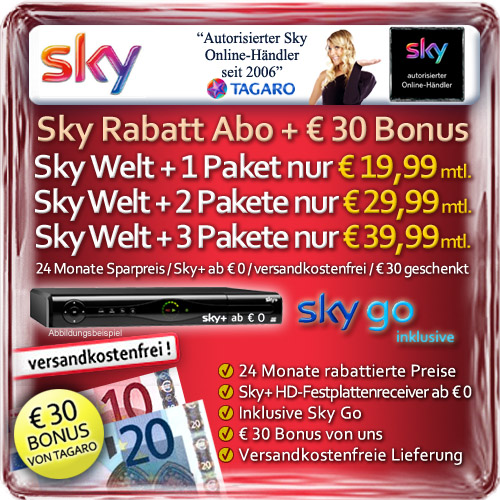 sky
“Autorisierter Sky
Online-Händler
seit 2006”
TAGARO
sky
autorisierter
Online-Händler
Sky Rabatt Abo + € 30 Bonus
Sky Welt + 1 Paket nur € 19,99 mtl.
Sky Welt + 2 Pakete nur € 29,99 mtl.
Sky Welt + 3 Pakete nur € 39,99 mtl.
24 Monate Sparpreis / Sky+ ab € 0 / versandkostenfrei / € 30 geschenkt
sky+
sky+ ab € 0
Abbildungsbeispiel
sky go
inklusive
versandkostenfrei !
24 Monate rabattierte Preise
Sky+ HD-Festplattenreceiver ab € 0
Inklusive Sky Go
€ 30 Bonus von uns
Versandkostenfreie Lieferung
€ 30
BONUS
VON TAGARO
10
20